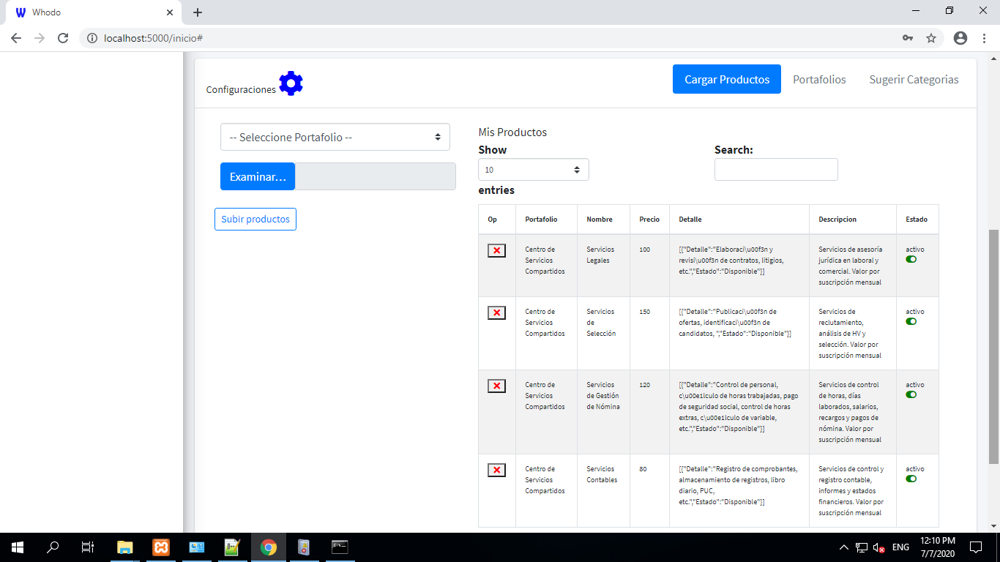 Whodo
localhost:5000/inicio#
Configuraciones
Cargar Productos
Portafolios
Sugerir Categorias
-- Seleccione Portafolio --
Examinar...
Subir productos
Mis Productos
Show
10
entries
Search:
Op Portafolio Nombre Precio Detalle Descripcion Estado
Centro de
Servicios
Compartidos
Servicios
Legales
100
[{"Detalle":"Elaboraci\u00f3n y
revisi\u00f3n de contratos, litigios,
etc.","Estado":"Disponible"}]
Servicios de asesoría
jurídica en laboral y
comercial. Valor por
suscripción mensual
activo
Centro de
Servicios
Compartidos
Servicios
de
Selección
150
[{"Detalle":"Publicaci\u00f3n de
ofertas, identificaci\u00f3n de
candidatos, ","Estado":"Disponible"}]
Servicios de
reclutamiento,
análisis de HV y
selección. Valor por
suscripción mensual
activo
Centro de
Servicios
Compartidos
Servicios
de Gestión
de Nómina
120
[{"Detalle":"Control de personal,
c\u00e1lculo de horas trabajadas, pago
de seguridad social, control de horas
extras, c\u00e1lculo de variable,
etc.","Estado":"Disponible"}]
Servicios de control
de horas, días
laborados, salarios,
recargos y pagos de
nómina. Valor por
suscripción mensual
activo
Centro de
Servicios
Compartidos
Servicios
Contables
80
[{"Detalle":"Registro de comprobantes,
almacenamiento de registros, libro
diario, PUC,
etc.","Estado":"Disponible"}]
Servicios de control y
registro contable,
informes y estados
financieros. Valor por
suscripción mensual
activo
ENG
12:10 PM
7/7/2020